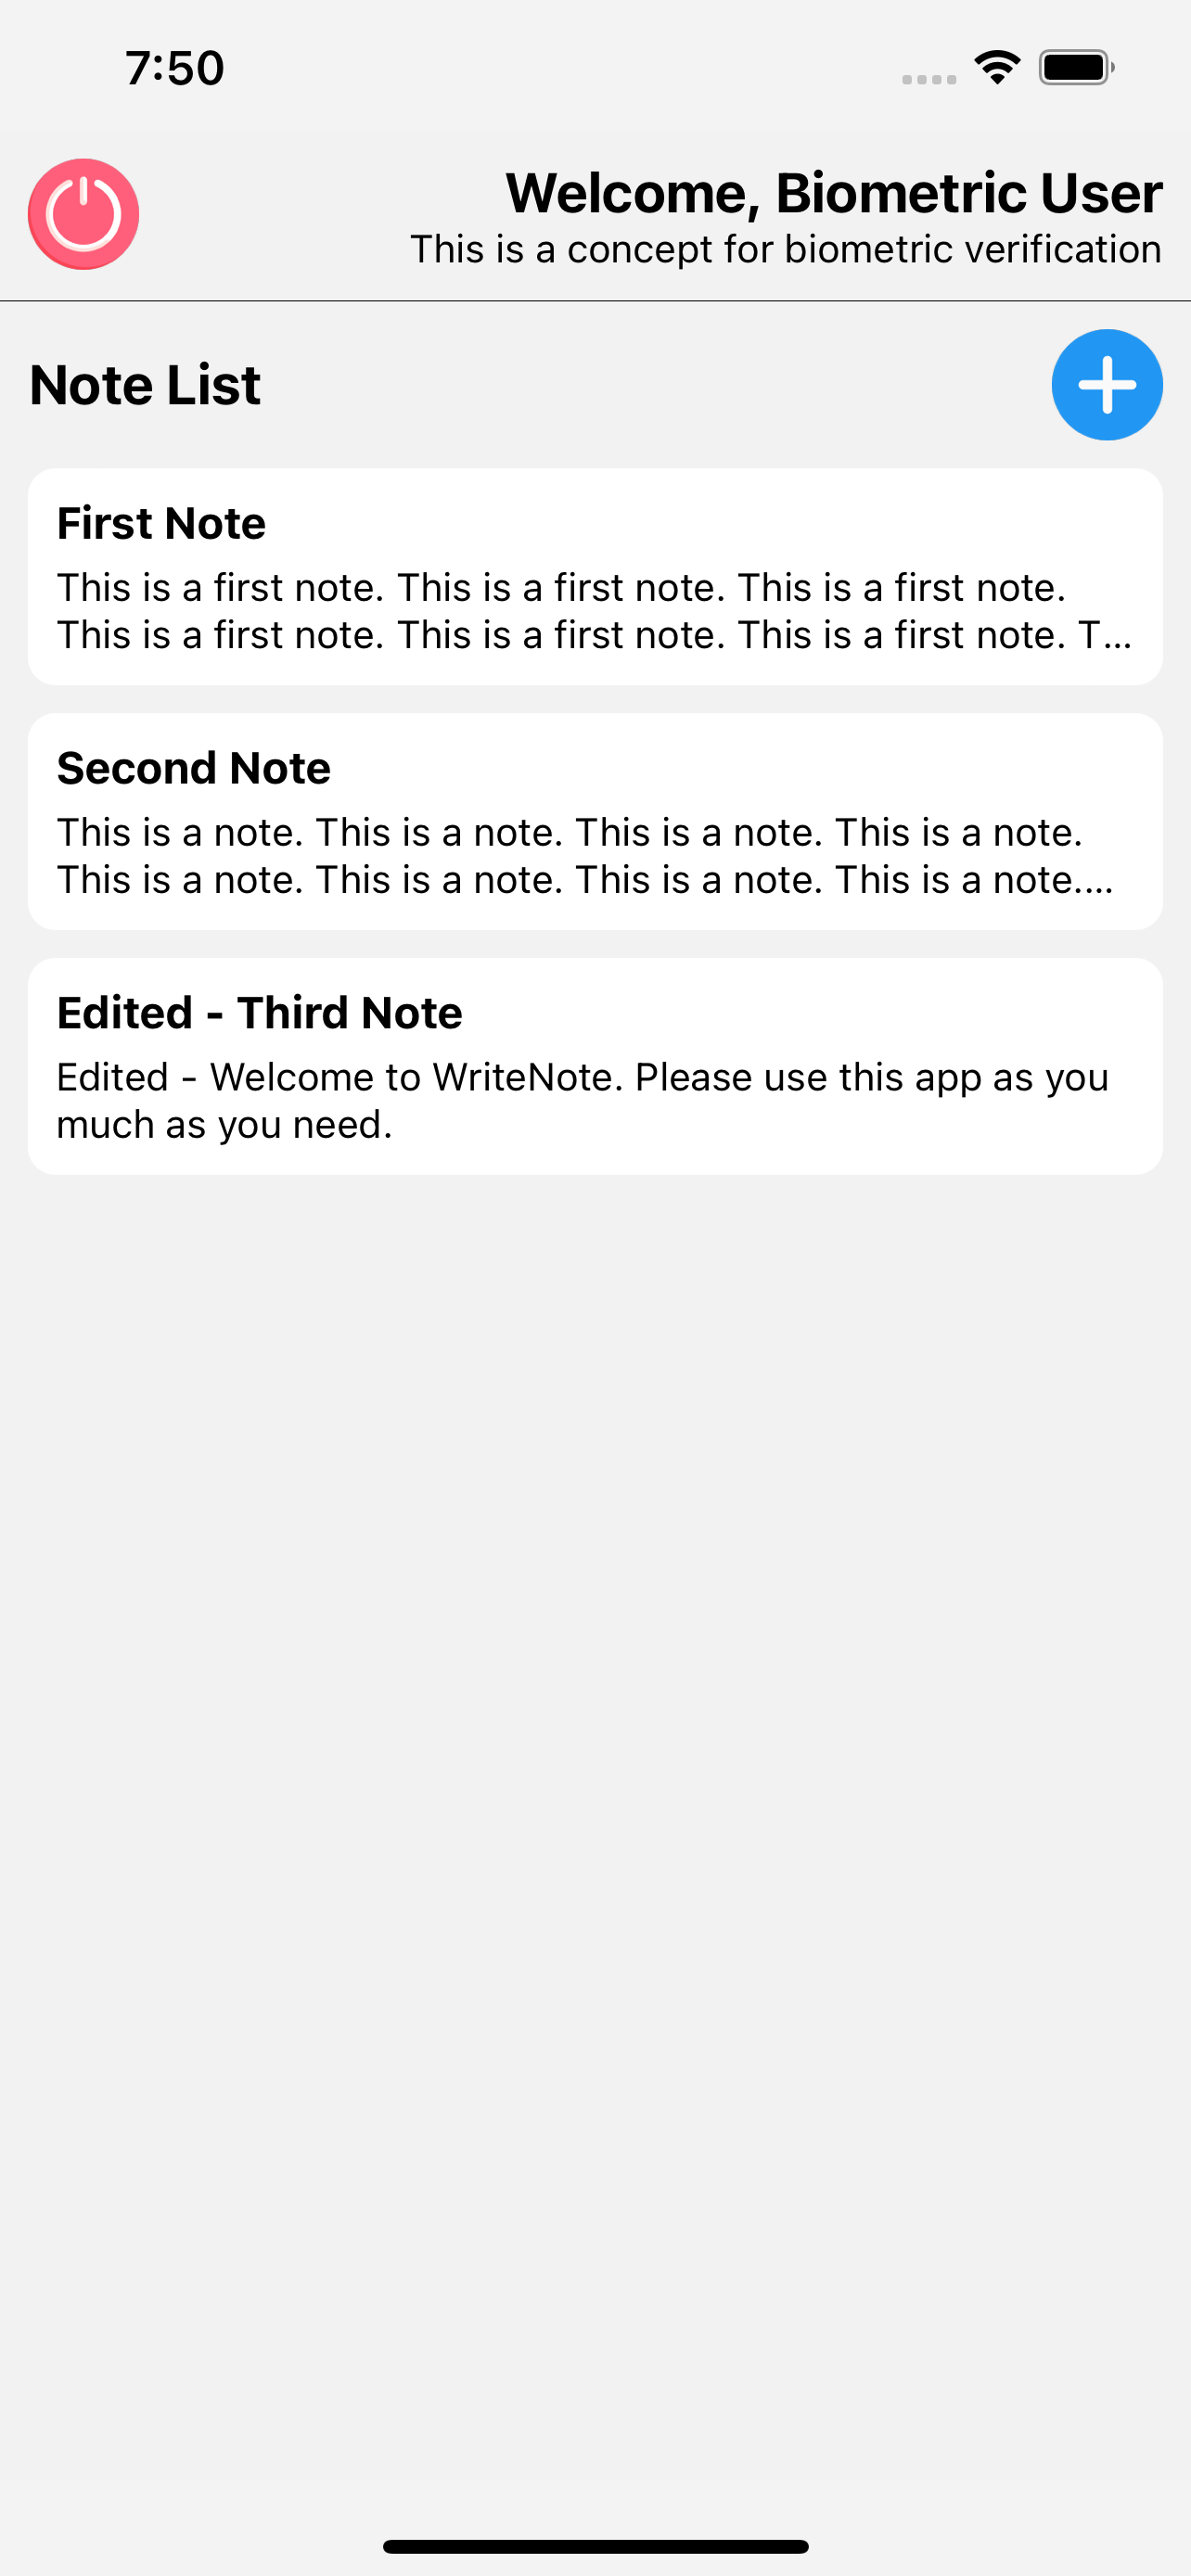 7:50
Welcome, Biometric User
This is a concept for biometric verification
Note List
First Note
This is a first note. This is a first note. This is a first note.
This is a first note. This is a first note. This is a first note. T...
Second Note
This is a note. This is a note. This is a note. This is a note.
This is a note. This is a note. This is a note. This is a note....
Edited - Third Note
Edited - Welcome to WriteNote. Please use this app as you
much as you need.